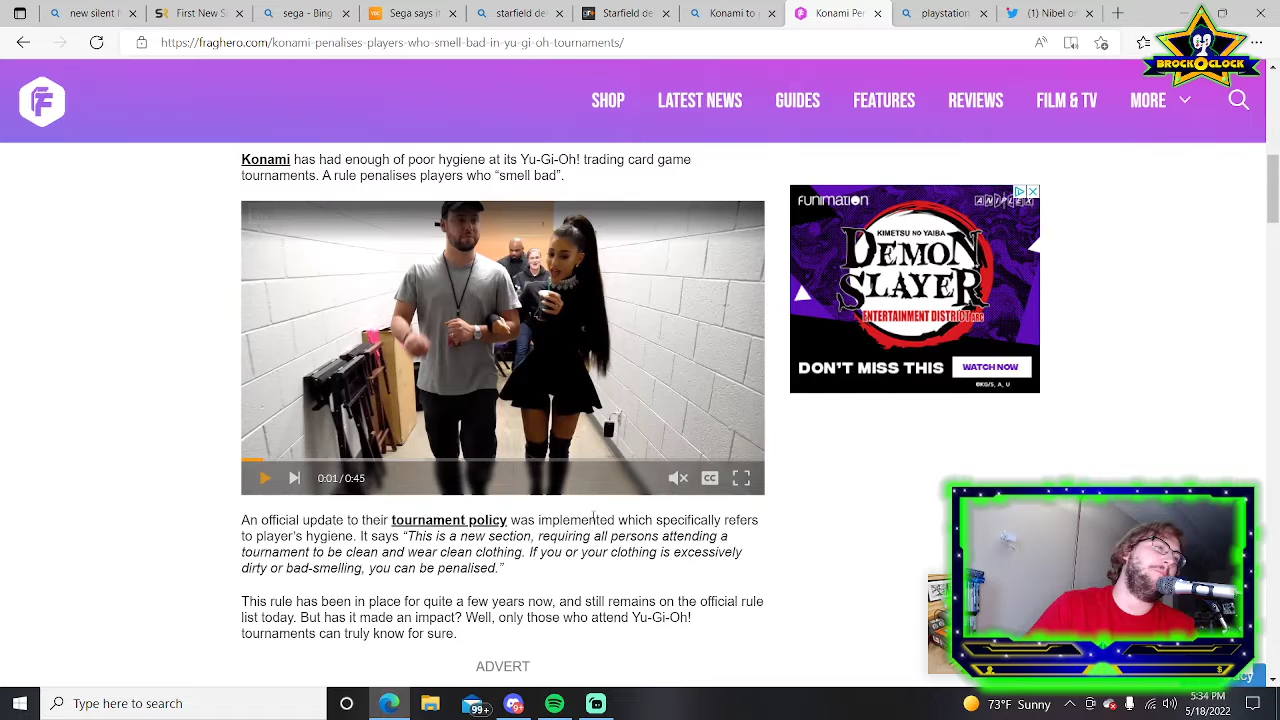 new silent
First New S
Sega says it
starfield de
Starfield de
Konami to p
Konami Pe
playstation
(1) Ninj
https://fraghero.com/konami-penalises-players-who-smell-bad-in-yu-gi-oh-tournaments/
BROCKOCLOCK
SHOP
LATEST NEWS
GUIDES
FEATURES
REVIEWS
FILM & TV
MORE
Konami has had enough of poor hygiene at its Yu-Gi-Oh! trading card game
tournaments. A rule penalises players who “smell bad”.
FUNIMATION
ANIPLEX
KIMETSU NO YAIBA
DEMON
SLAYER
ENTERTAINMENT DISTRICT ARC
DON'T MISS THIS
WATCH NOW
©KG/S, A, U
0:01 / 0:45
CC
An official update to their tournament policy was implemented which specifically refers
to player’s hygiene. It says “This is a new section, requiring all persons attending a
tournament to be clean and wear clean clothing. If you or your clothing is excessively
dirty or bad-smelling, you can be penalised.”
This rule has been in place for quite a few years now, and still remains on the official rule
list today. But has it made an impact? Well, only those who attend Yu-Gi-Oh!
tournaments can truly know for sure.
ADVERT
Type here to search
99+
73°F
5:34 PM
5/18/2022